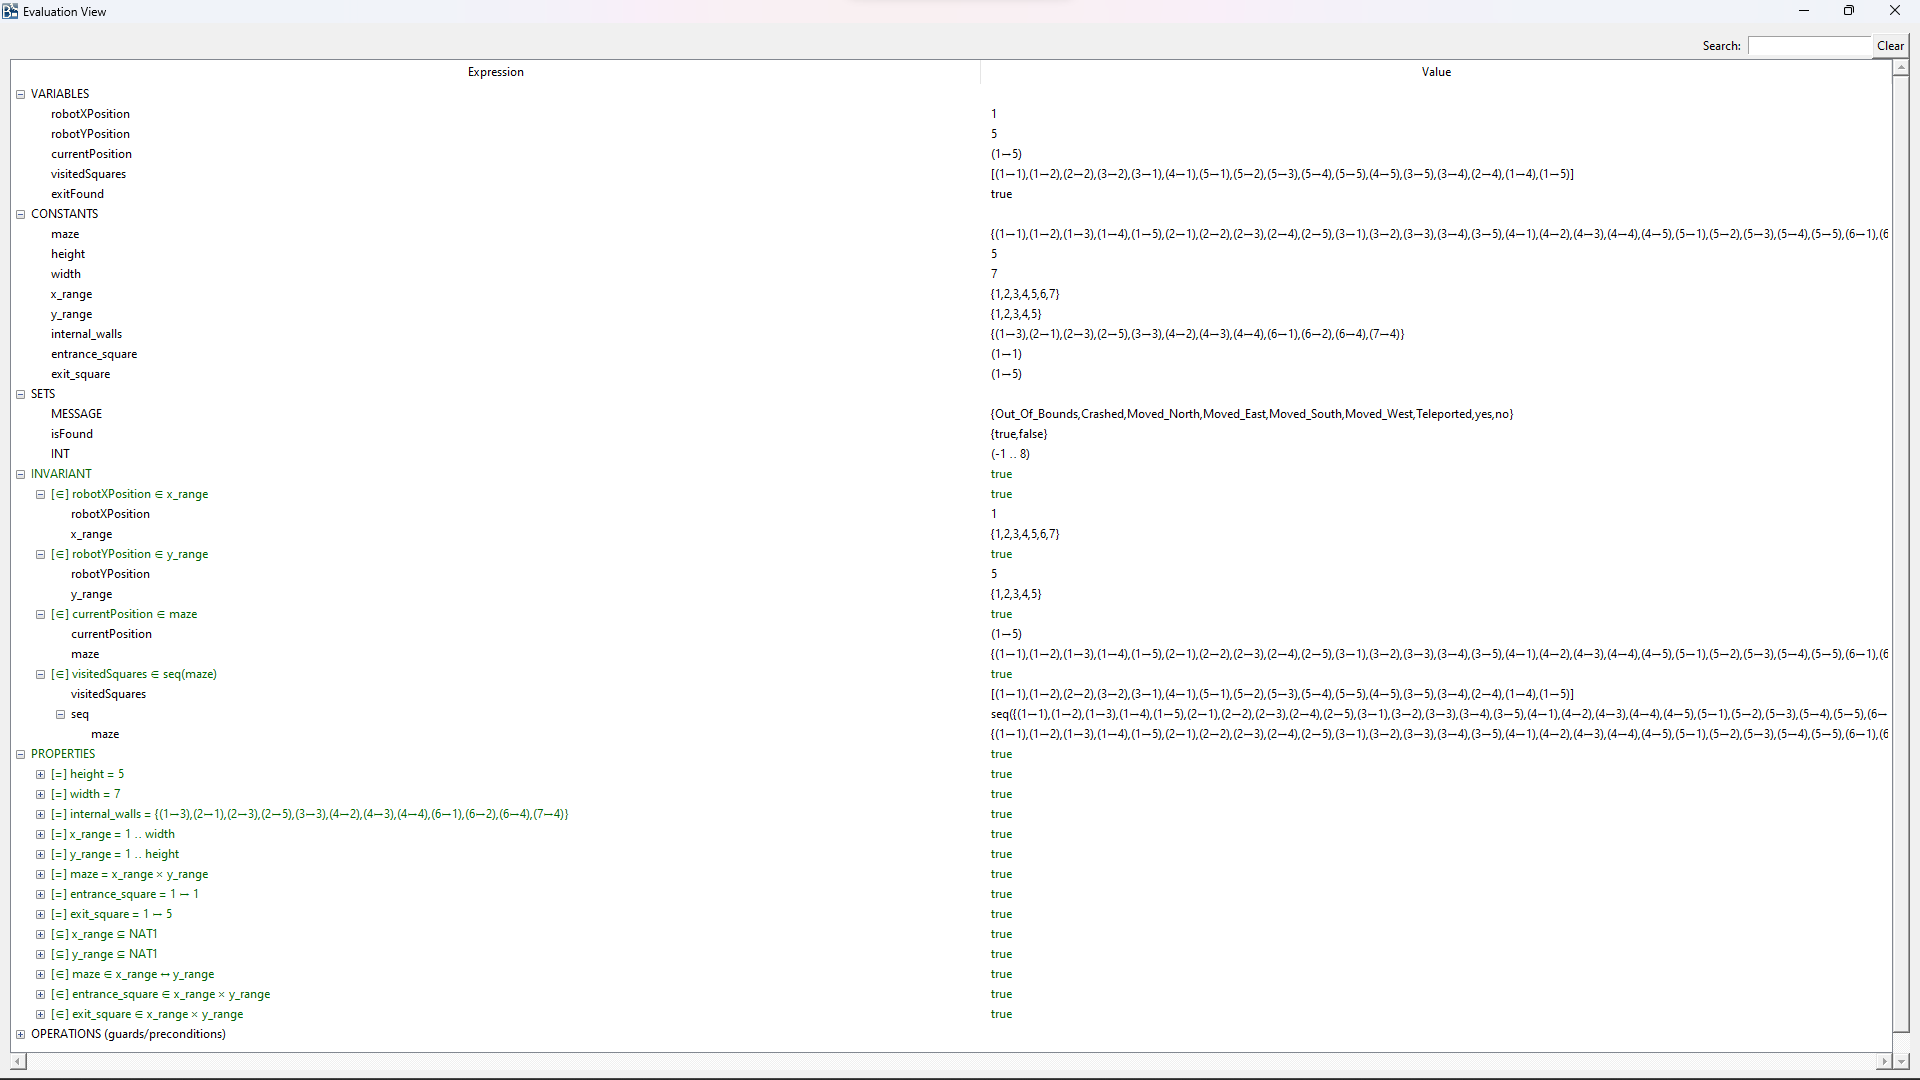 Evaluation View
Search: Clear
Expression Value
VARIABLES
robotXPosition 1
robotYPosition 5
currentPosition (1↦5)
visitedSquares [(1↦1),(1↦2),(2↦2),(3↦2),(3↦1),(4↦1),(5↦1),(5↦2),(5↦3),(5↦4),(5↦5),(4↦5),(3↦5),(3↦4),(2↦4),(1↦4),(1↦5)]
exitFound true
CONSTANTS
maze {(1↦1),(1↦2),(1↦3),(1↦4),(1↦5),(2↦1),(2↦2),(2↦3),(2↦4),(2↦5),(3↦1),(3↦2),(3↦3),(3↦4),(3↦5),(4↦1),(4↦2),(4↦3),(4↦4),(4↦5),(5↦1),(5↦2),(5↦3),(5↦4),(5↦5),(6↦1),(6
height 5
width 7
x_range {1,2,3,4,5,6,7}
y_range {1,2,3,4,5}
internal_walls {(1↦3),(2↦1),(2↦3),(2↦5),(3↦3),(4↦2),(4↦3),(4↦4),(6↦1),(6↦2),(6↦4),(7↦4)}
entrance_square (1↦1)
exit_square (1↦5)
SETS
MESSAGE {Out_Of_Bounds,Crashed,Moved_North,Moved_East,Moved_South,Moved_West,Teleported,yes,no}
isFound {true,false}
INT (-1 .. 8)
INVARIANT true
[∈] robotXPosition ∈ x_range true
robotXPosition 1
x_range {1,2,3,4,5,6,7}
[∈] robotYPosition ∈ y_range true
robotYPosition 5
y_range {1,2,3,4,5}
[∈] currentPosition ∈ maze true
currentPosition (1↦5)
maze {(1↦1),(1↦2),(1↦3),(1↦4),(1↦5),(2↦1),(2↦2),(2↦3),(2↦4),(2↦5),(3↦1),(3↦2),(3↦3),(3↦4),(3↦5),(4↦1),(4↦2),(4↦3),(4↦4),(4↦5),(5↦1),(5↦2),(5↦3),(5↦4),(5↦5),(6↦1),(6
[∈] visitedSquares ∈ seq(maze) true
visitedSquares [(1↦1),(1↦2),(2↦2),(3↦2),(3↦1),(4↦1),(5↦1),(5↦2),(5↦3),(5↦4),(5↦5),(4↦5),(3↦5),(3↦4),(2↦4),(1↦4),(1↦5)]
seq seq({(1↦1),(1↦2),(1↦3),(1↦4),(1↦5),(2↦1),(2↦2),(2↦3),(2↦4),(2↦5),(3↦1),(3↦2),(3↦3),(3↦4),(3↦5),(4↦1),(4↦2),(4↦3),(4↦4),(4↦5),(5↦1),(5↦2),(5↦3),(5↦4),(5↦5),(6↦
maze {(1↦1),(1↦2),(1↦3),(1↦4),(1↦5),(2↦1),(2↦2),(2↦3),(2↦4),(2↦5),(3↦1),(3↦2),(3↦3),(3↦4),(3↦5),(4↦1),(4↦2),(4↦3),(4↦4),(4↦5),(5↦1),(5↦2),(5↦3),(5↦4),(5↦5),(6↦1),(6
PROPERTIES true
[=] height = 5 true
[=] width = 7 true
[=] internal_walls = {(1↦3),(2↦1),(2↦3),(2↦5),(3↦3),(4↦2),(4↦3),(4↦4),(6↦1),(6↦2),(6↦4),(7↦4)} true
[=] x_range = 1 .. width true
[=] y_range = 1 .. height true
[=] maze = x_range × y_range true
[=] entrance_square = 1 ↦ 1 true
[=] exit_square = 1 ↦ 5 true
[⊆] x_range ⊆ NAT1 true
[⊆] y_range ⊆ NAT1 true
[∈] maze ∈ x_range ↔ y_range true
[∈] entrance_square ∈ x_range × y_range true
[∈] exit_square ∈ x_range × y_range true
OPERATIONS (guards/preconditions)